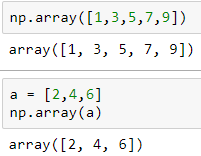 np.array([1,3,5,7,9])
array([1, 3, 5, 7, 9])
a = [2,4,6]
np.array(a)
array([2, 4, 6])